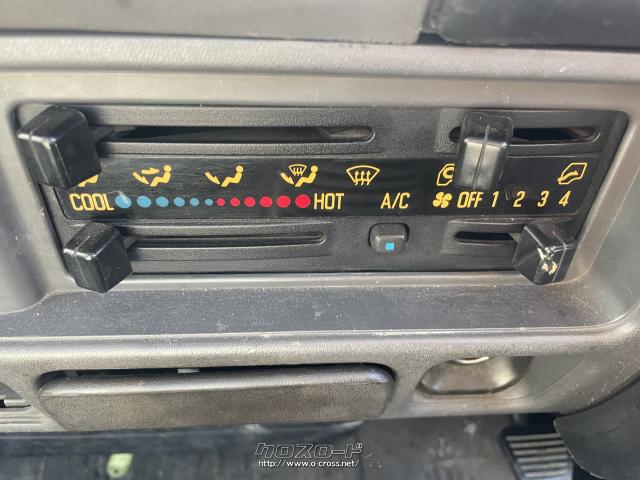 COOL HOT A/C OFF 1 2 3 4
クロスロード
http://www.o-cross.net/